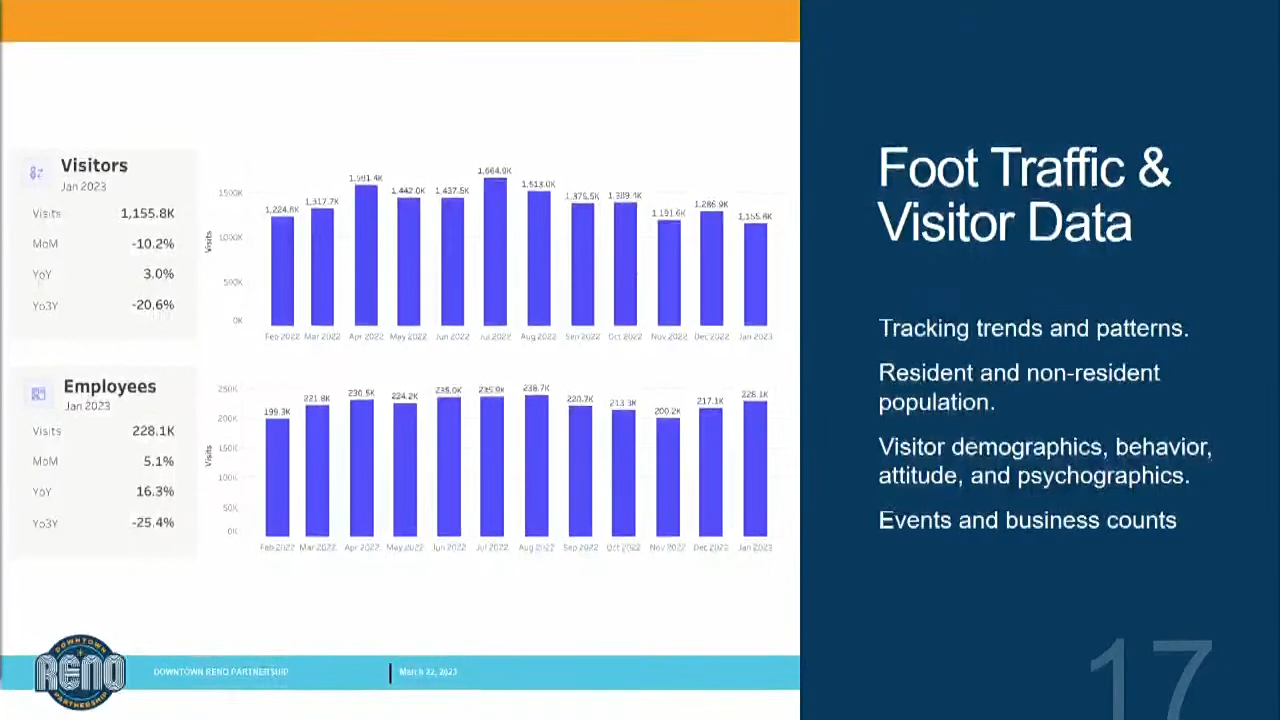 Foot Traffic &
Visitor Data
Tracking trends and patterns.
Resident and non-resident
population.
Visitor demographics, behavior,
attitude, and psychographics.
Events and business counts
17
Visitors
Jan 2023
Visits 1,155.8K
MoM -10.2%
YoY 3.0%
Yo3Y -20.6%
Visits
1500K
1000K
500K
0K
1,224.8K 1,317.7K 1,581.4K 1,442.0K 1,437.5K 1,664.0K 1,513.0K 1,376.5K 1,389.4K 1,191.6K 1,286.9K 1,155.8K
Feb 2022 Mar 2022 Apr 2022 May 2022 Jun 2022 Jul 2022 Aug 2022 Sep 2022 Oct 2022 Nov 2022 Dec 2022 Jan 2023
Employees
Jan 2023
Visits 228.1K
MoM 5.1%
YoY 16.3%
Yo3Y -25.4%
Visits
250K
200K
150K
100K
50K
0K
199.3K 221.8K 230.5K 224.2K 235.0K 235.9K 238.7K 220.7K 213.3K 200.2K 217.1K 228.1K
Feb 2022 Mar 2022 Apr 2022 May 2022 Jun 2022 Jul 2022 Aug 2022 Sep 2022 Oct 2022 Nov 2022 Dec 2022 Jan 2023
DOWNTOWN
RENO
PARTNERSHIP
DOWNTOWN RENO PARTNERSHIP
March 22, 2023